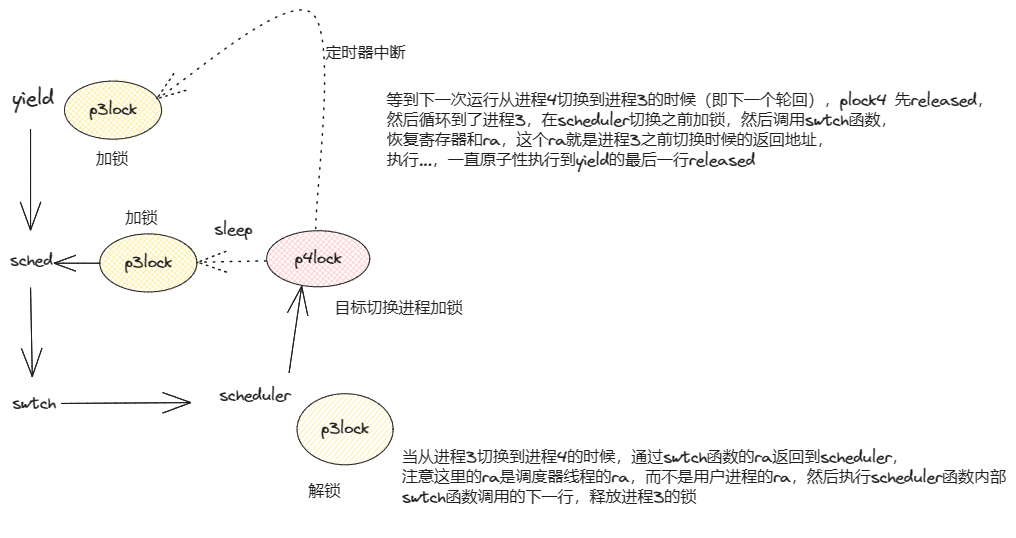 定时器中断
yield
p3lock
加锁
等到下一次运行从进程4切换到进程3的时候（即下一个轮回），plock4 先released，
然后循环到了进程3，在scheduler切换之前加锁，然后调用swtch函数，
恢复寄存器和ra，这个ra就是进程3之前切换时候的返回地址，
执行...，一直原子性执行到yield的最后一行released
加锁
sleep
sched
p3lock
p4lock
目标切换进程加锁
swtch
scheduler
p3lock
解锁
当从进程3切换到进程4的时候，通过swtch函数的ra返回到scheduler，
注意这里的ra是调度器线程的ra，而不是用户进程的ra，然后执行scheduler函数内部
swtch函数调用的下一行，释放进程3的锁